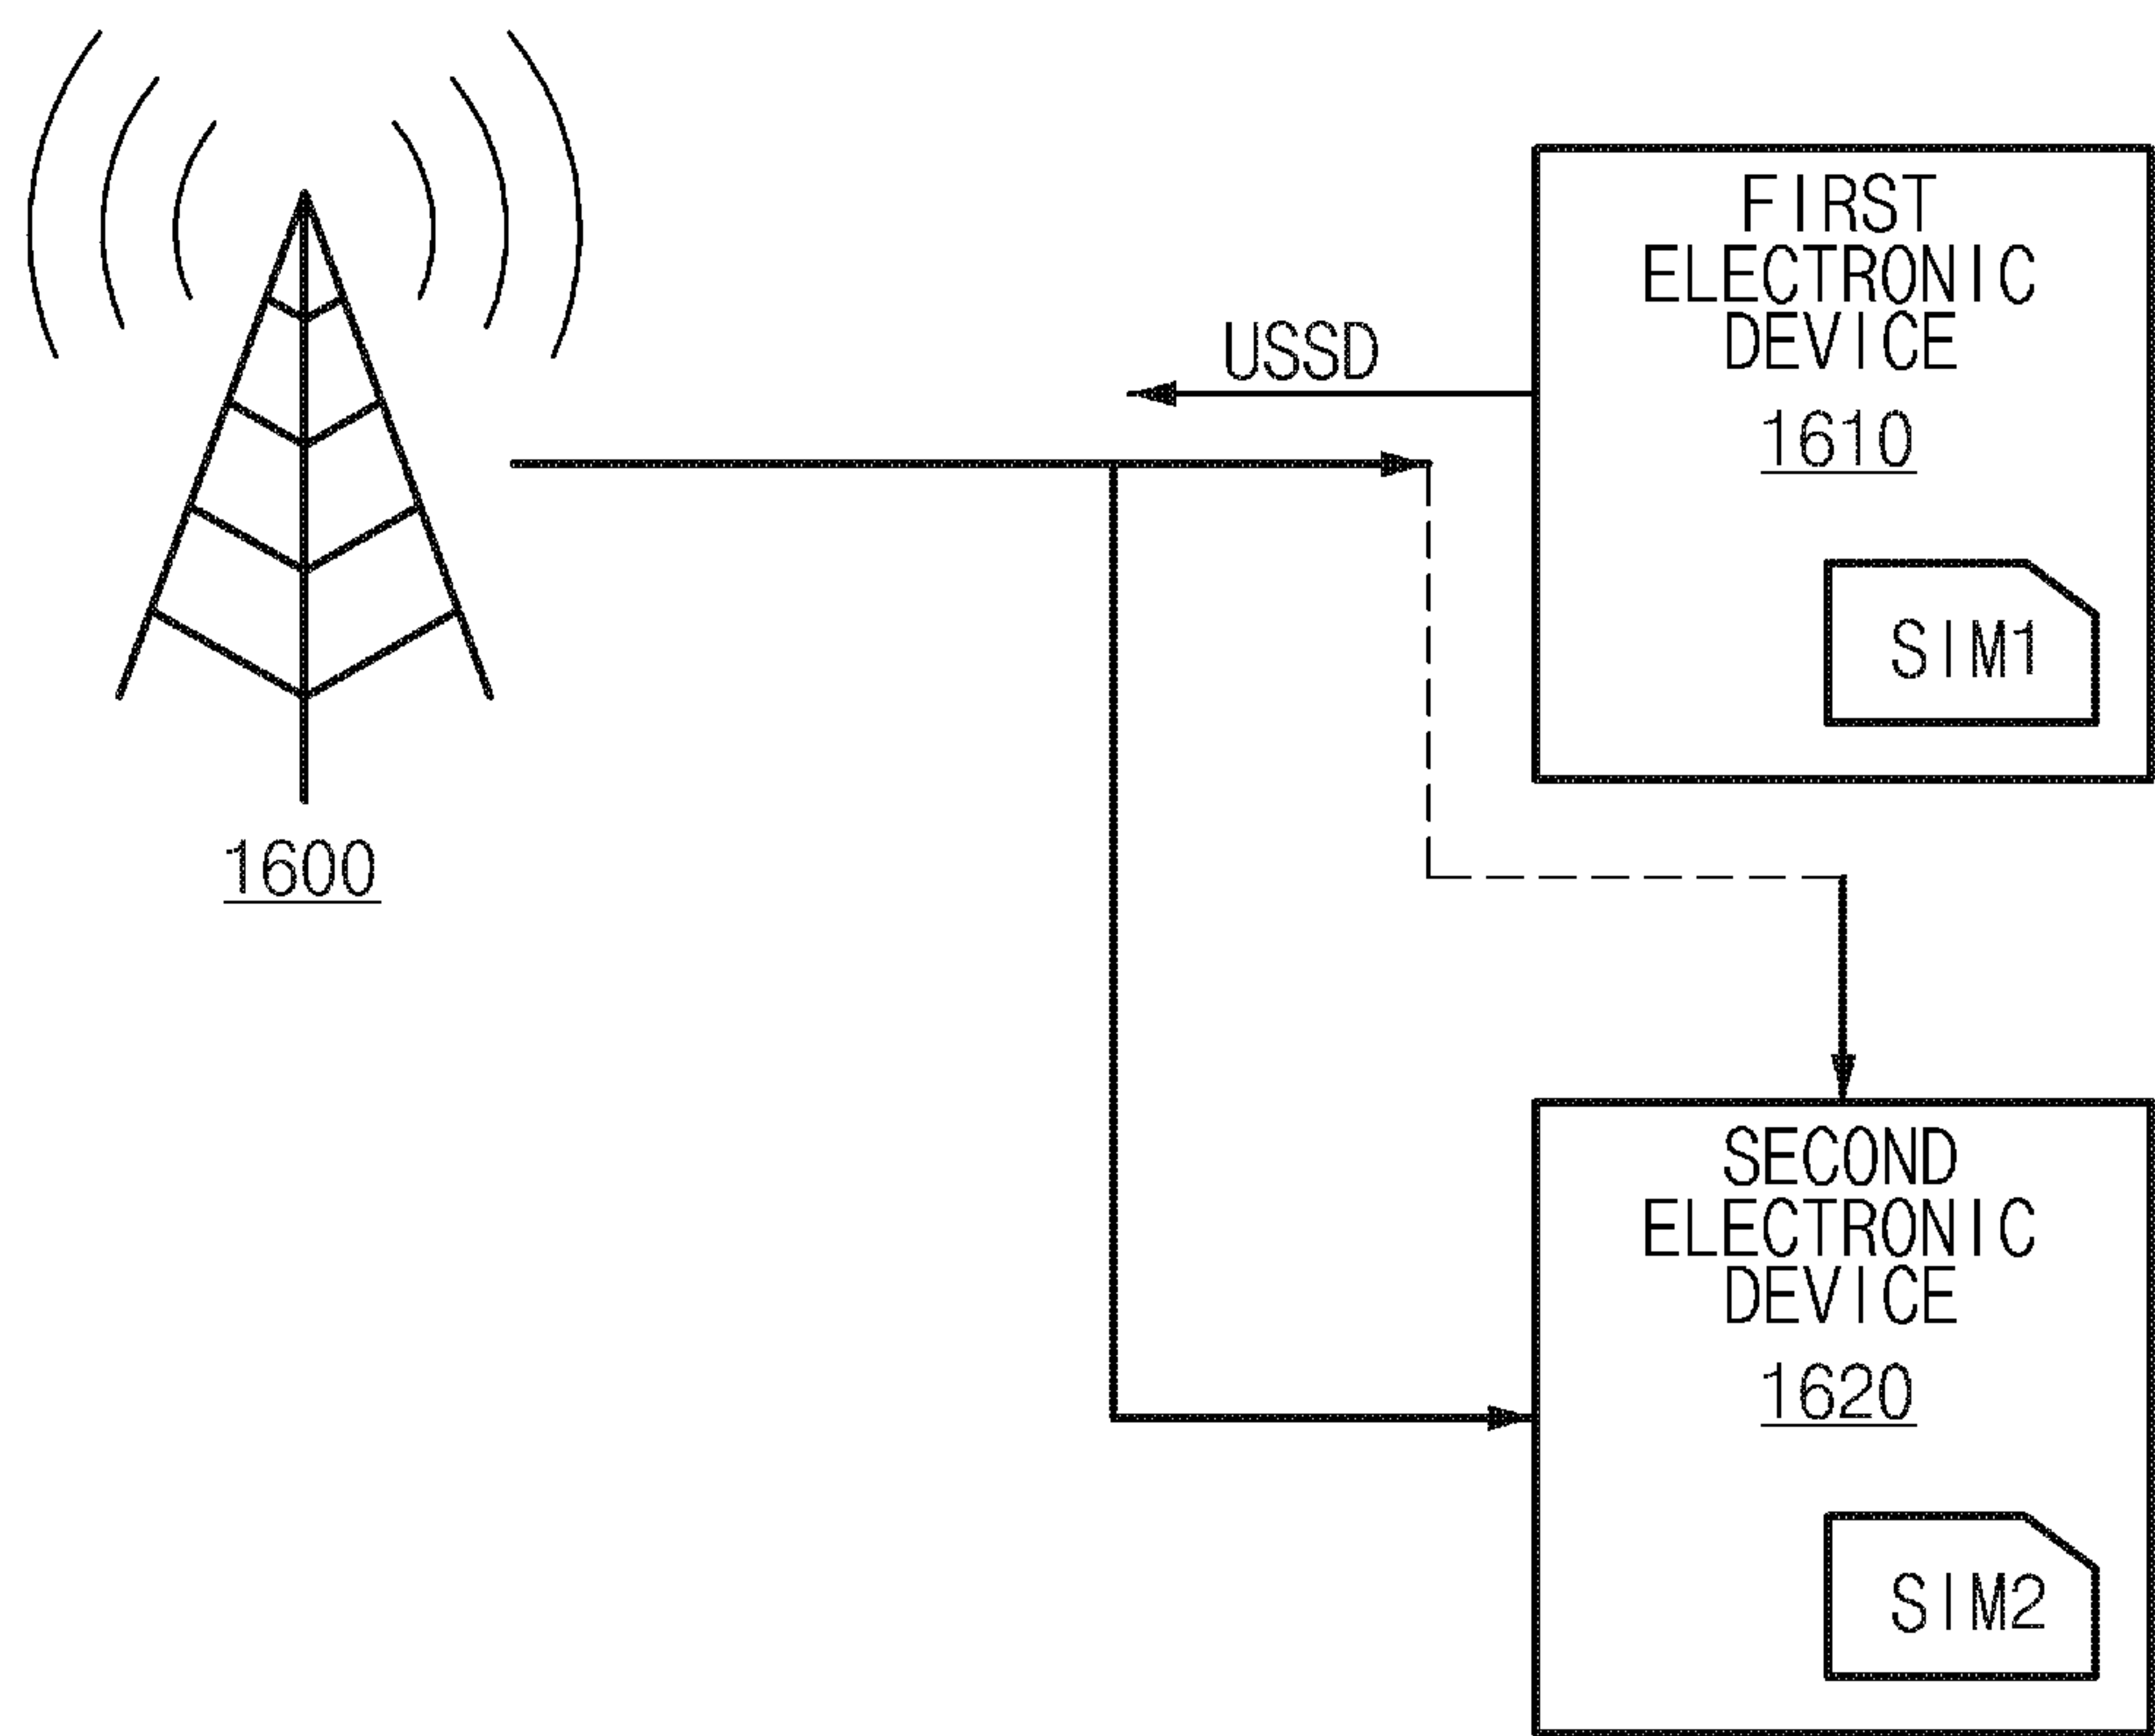 FIRST
ELECTRONIC
DEVICE
1610
USSD
SIM1
1600
SECOND
ELECTRONIC
DEVICE
1620
SIM2